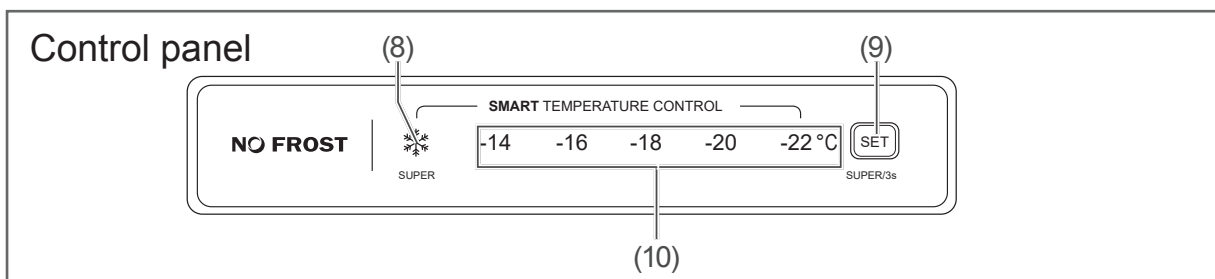 Control panel
(8) (9)
SMART TEMPERATURE CONTROL
NO FROST
-14 -16 -18 -20 -22 °C SET
SUPER SUPER/3s
(10)